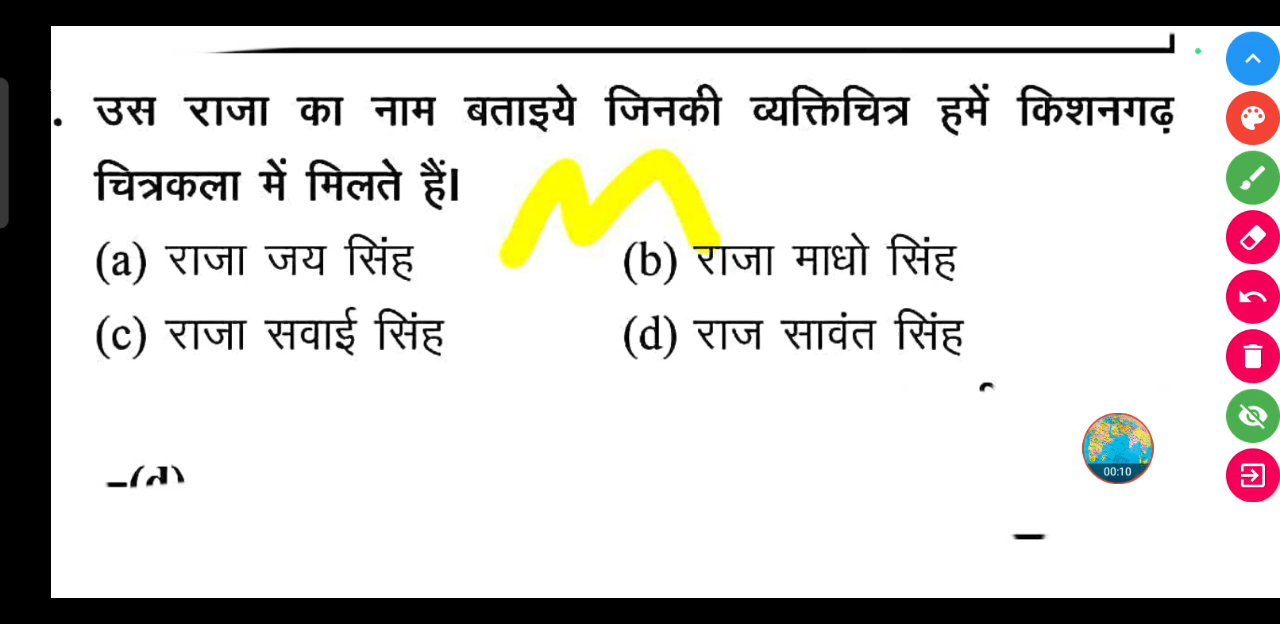 . उस राजा का नाम बताइये जिनकी व्यक्तिचित्र हमें किशनगढ़
चित्रकला में मिलते हैं।
(a) राजा जय सिंह (b) राजा माधो सिंह
(c) राजा सवाई सिंह (d) राज सावंत सिंह
00:10
–(d)